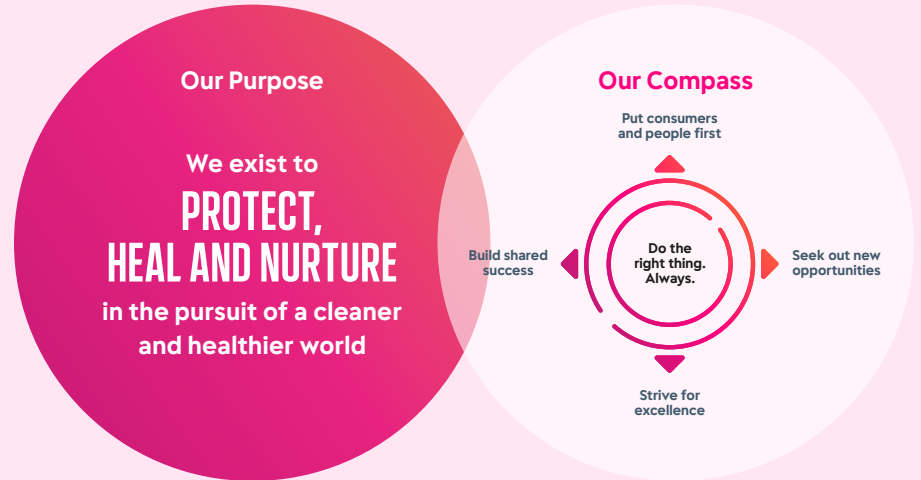 Our Purpose
We exist to
PROTECT,
HEAL AND NURTURE
in the pursuit of a cleaner
and healthier world
Our Compass
Put consumers
and people first
Build shared
success
Do the
right thing.
Always.
Seek out new
opportunities
Strive for
excellence